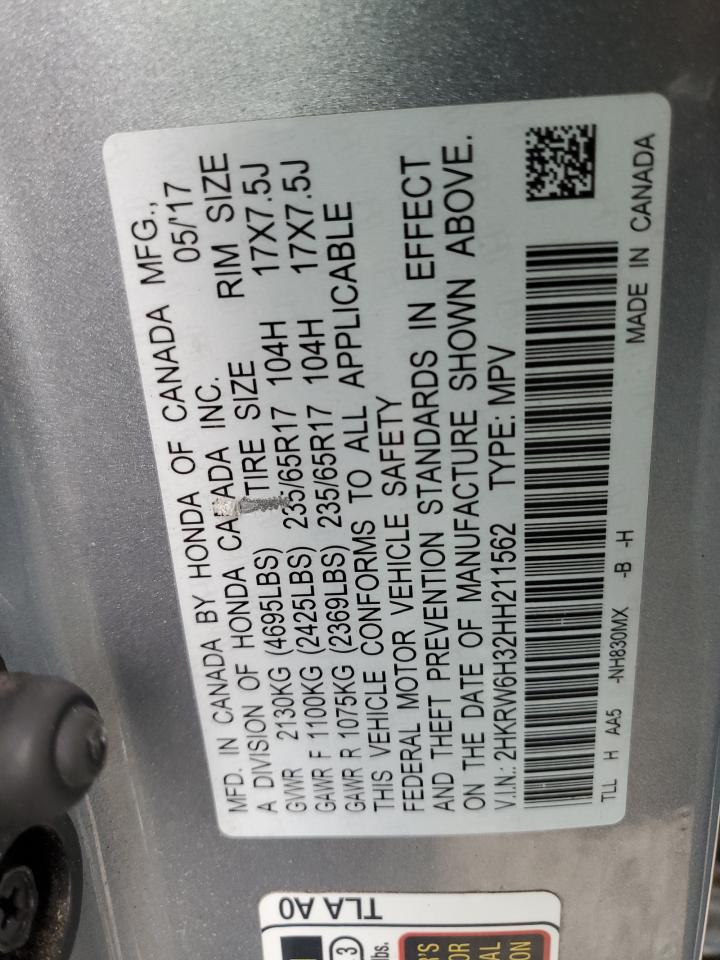 MFD. IN CANADA BY HONDA OF CANADA MFG.,
A DIVISION OF HONDA CANADA INC. 05/'17
TIRE SIZE RIM SIZE
GVWR 2130KG (4695LBS)
GAWR F 1100KG (2425LBS) 235/65R17 104H 17X7.5J
GAWR R 1075KG (2369LBS) 235/65R17 104H 17X7.5J
THIS VEHICLE CONFORMS TO ALL APPLICABLE
FEDERAL MOTOR VEHICLE SAFETY
AND THEFT PREVENTION STANDARDS IN EFFECT
ON THE DATE OF MANUFACTURE SHOWN ABOVE.
V.I.N.: 2HKRW6H32HH211562 TYPE: MPV
TLL H AA5 -NH830MX -B -H MADE IN CANADA
TLA A0
3
lbs.